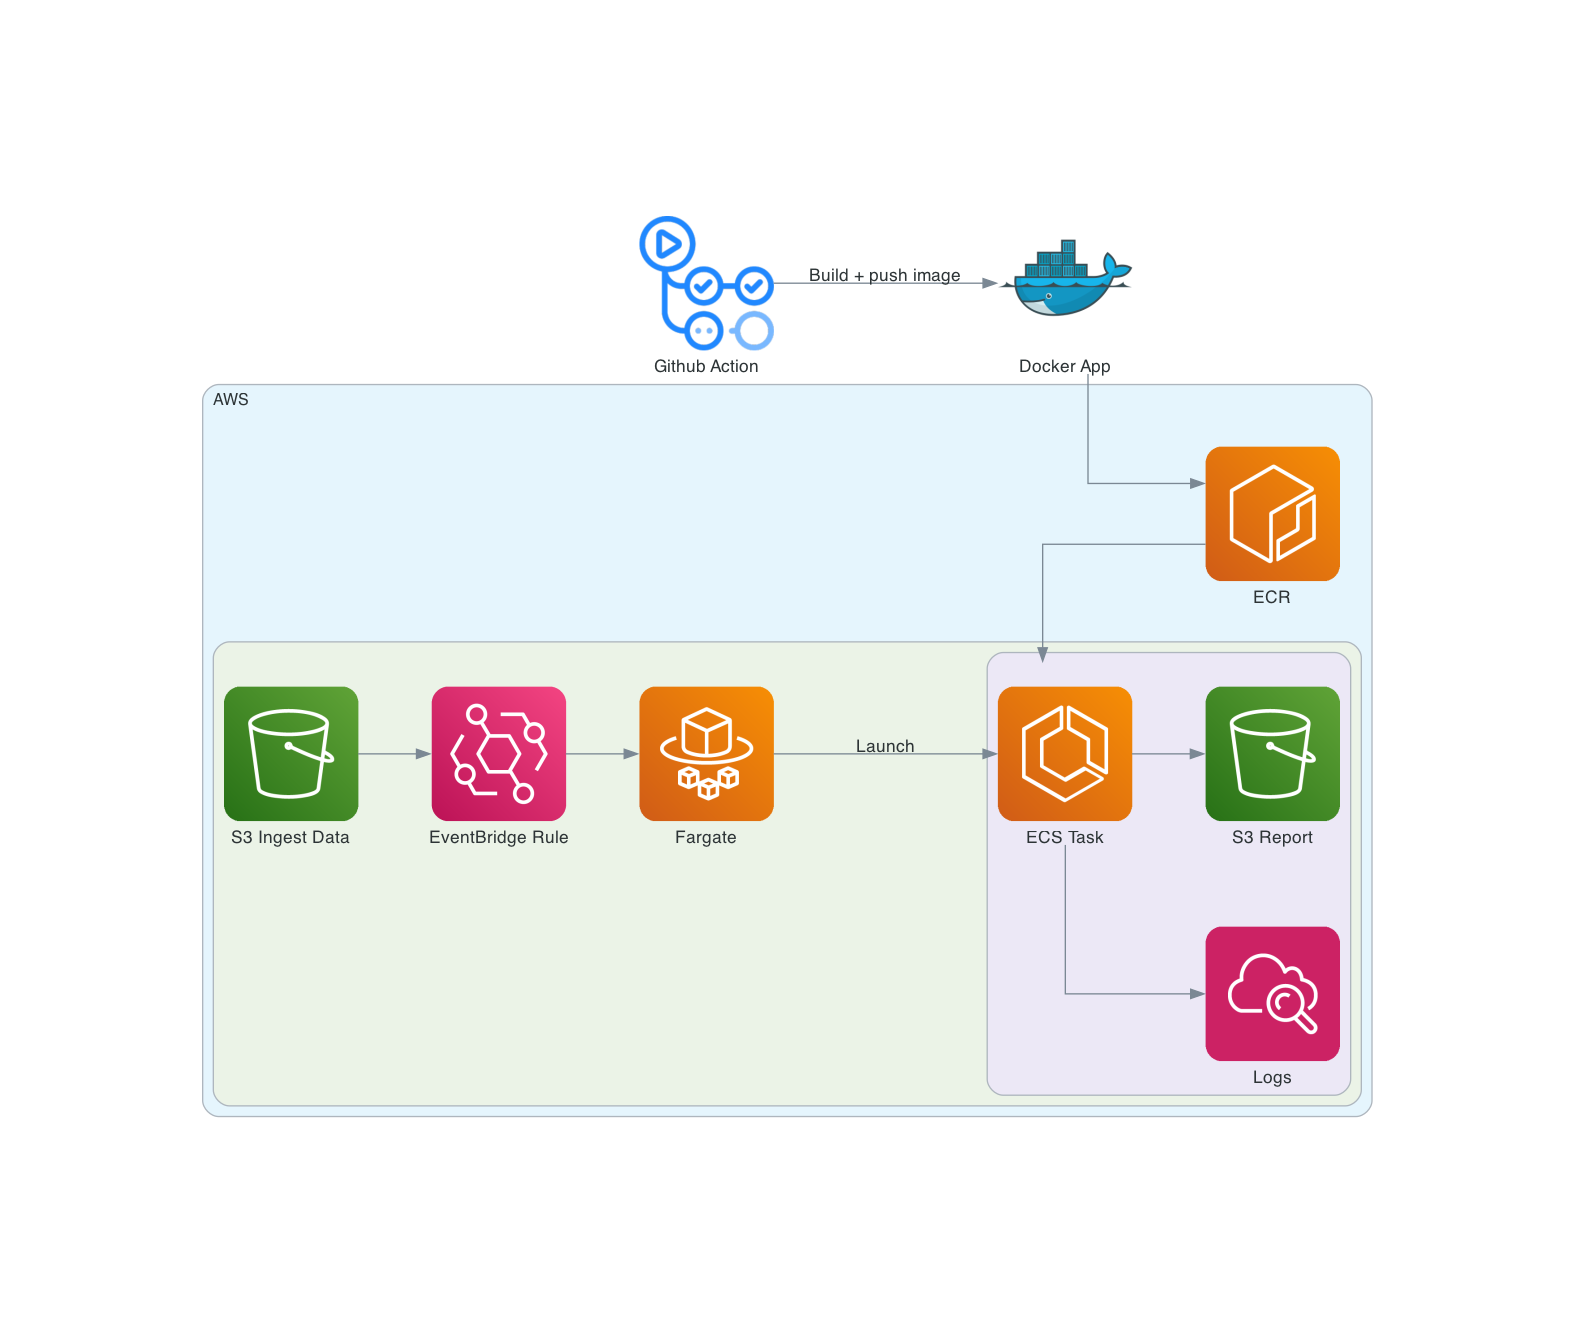 Build + push image
Github Action
Docker App
AWS
ECR
Launch
S3 Ingest Data
EventBridge Rule
Fargate
ECS Task
S3 Report
Logs